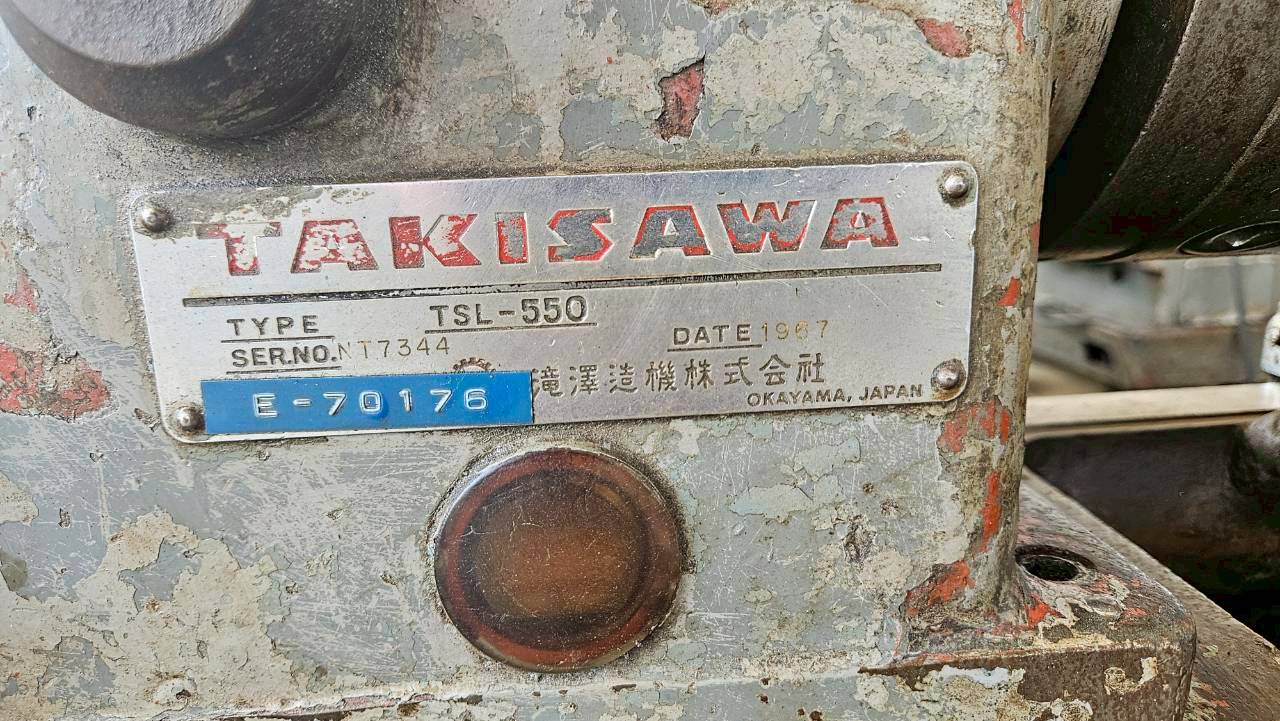 TAKISAWA
TYPE TSL-550
SER.NO. NT7344 DATE 1967
E-70176 滝澤造機株式会社
OKAYAMA, JAPAN